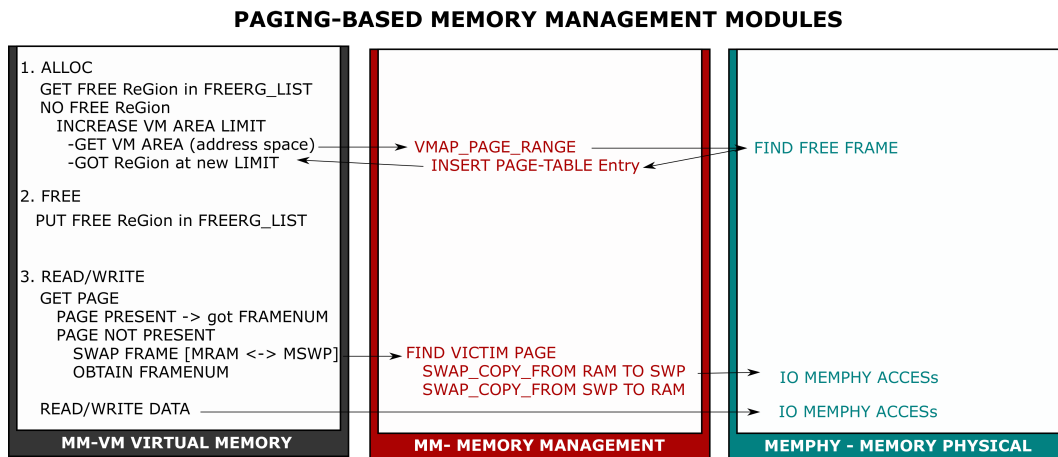 PAGING-BASED MEMORY MANAGEMENT MODULES
1. ALLOC
GET FREE ReGion in FREERG_LIST
NO FREE ReGion
INCREASE VM AREA LIMIT
-GET VM AREA (address space)
-GOT ReGion at new LIMIT
2. FREE
PUT FREE ReGion in FREERG_LIST
3. READ/WRITE
GET PAGE
PAGE PRESENT -> got FRAMENUM
PAGE NOT PRESENT
SWAP FRAME [MRAM <-> MSWP]
OBTAIN FRAMENUM
READ/WRITE DATA
MM-VM VIRTUAL MEMORY
VMAP_PAGE_RANGE
INSERT PAGE-TABLE Entry
FIND VICTIM PAGE
SWAP_COPY_FROM RAM TO SWP
SWAP_COPY_FROM SWP TO RAM
MM- MEMORY MANAGEMENT
FIND FREE FRAME
IO MEMPHY ACCESs
IO MEMPHY ACCESs
MEMPHY - MEMORY PHYSICAL